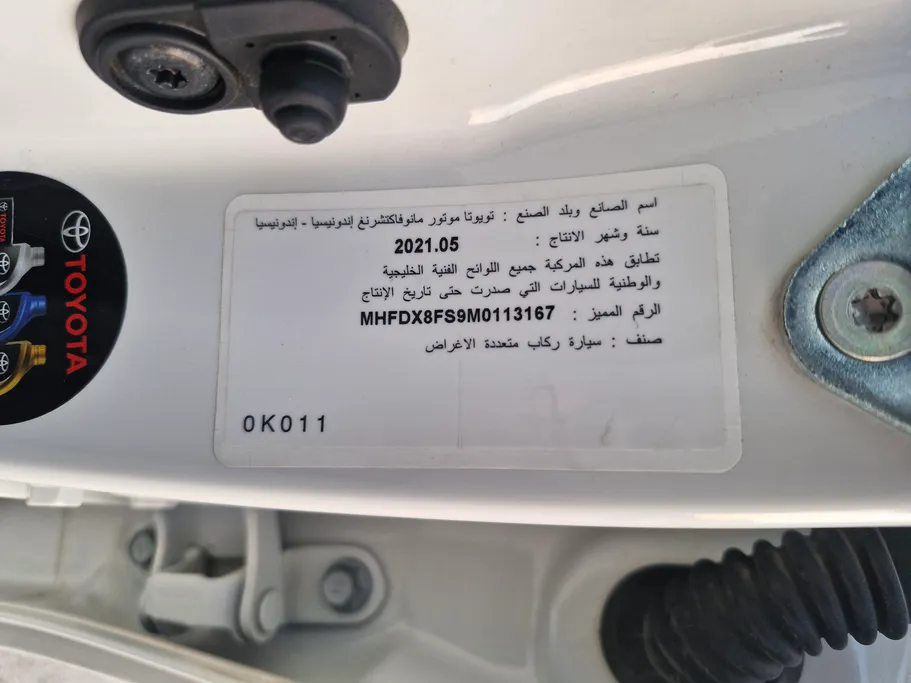 اسم الصانع وبلد الصنع : تويوتا موتور مانوفاكتشرنغ إندونيسيا - إندونيسيا
سنة وشهر الانتاج : 2021.05
تطابق هذه المركبة جميع اللوائح الفنية الخليجية
والوطنية للسيارات التي صدرت حتى تاريخ الإنتاج
الرقم المميز : MHFDX8FS9M0113167
صنف : سيارة ركاب متعددة الاغراض
0K011
TOYOTA
TOYOTA